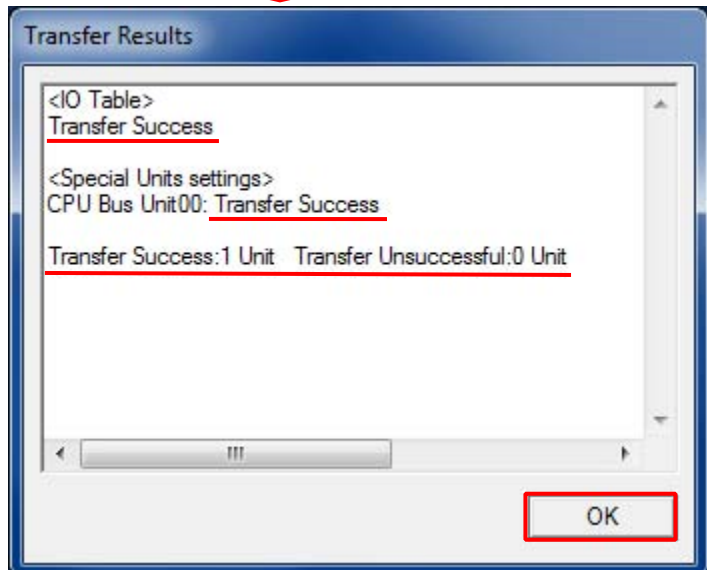 Transfer Results
<IO Table>
Transfer Success
<Special Units settings>
CPU Bus Unit00: Transfer Success
Transfer Success:1 Unit   Transfer Unsuccessful:0 Unit
OK